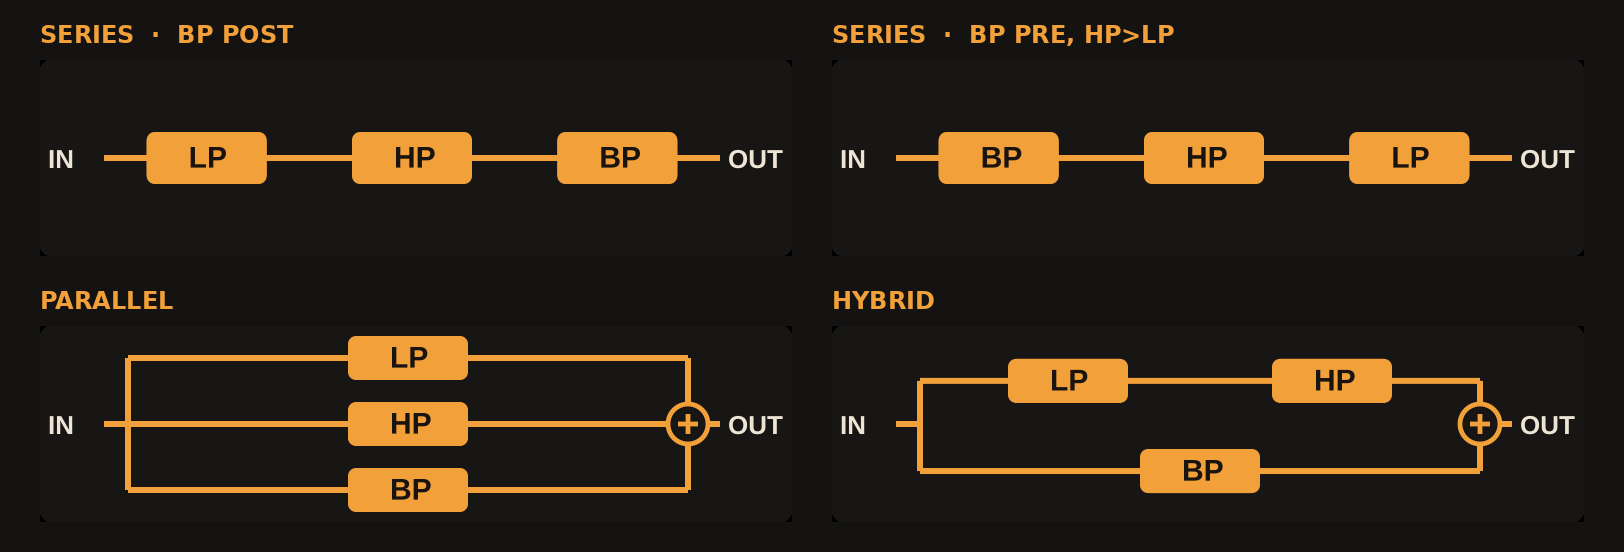 SERIES · BP POST
IN LP HP BP OUT
SERIES · BP PRE, HP>LP
IN BP HP LP OUT
PARALLEL
LP
IN HP OUT
BP
HYBRID
LP HP
IN OUT
BP